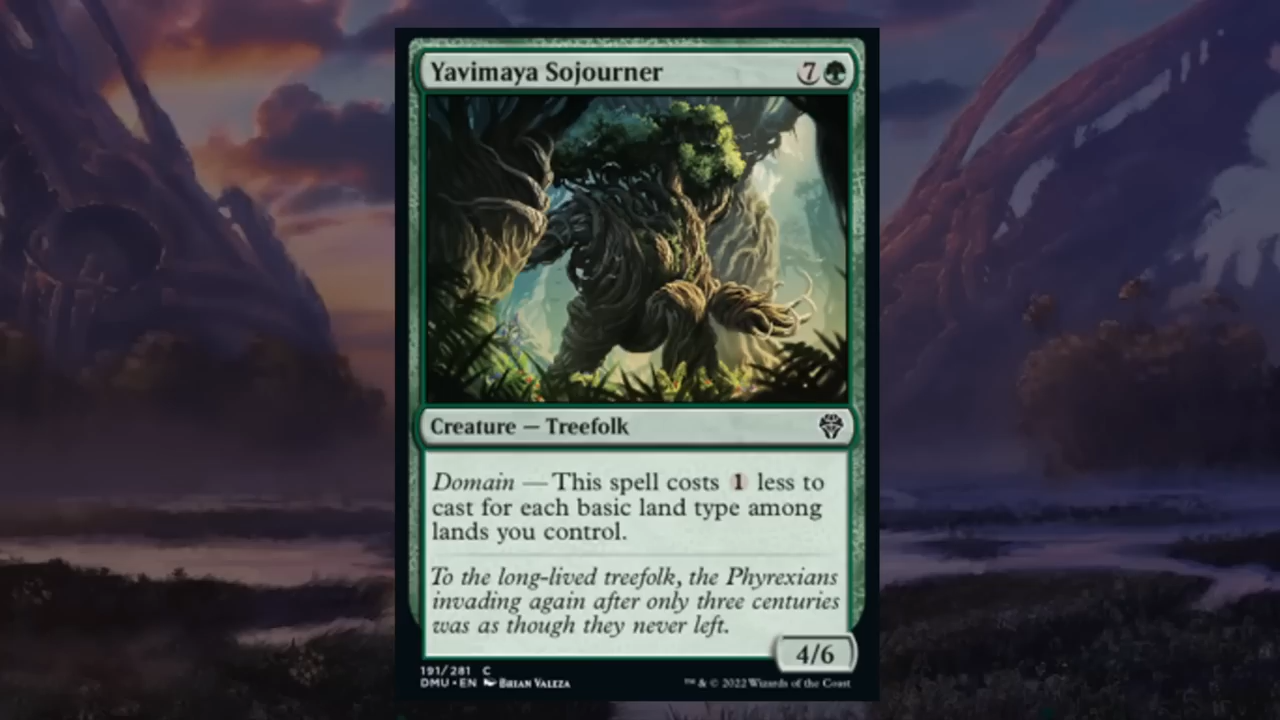 Yavimaya Sojourner 7
Creature — Treefolk
Domain — This spell costs 1 less to
cast for each basic land type among
lands you control.
To the long-lived treefolk, the Phyrexians
invading again after only three centuries
was as though they never left.
4/6
191/281 C
DMU • EN Brian Valeza
™ & © 2022 Wizards of the Coast